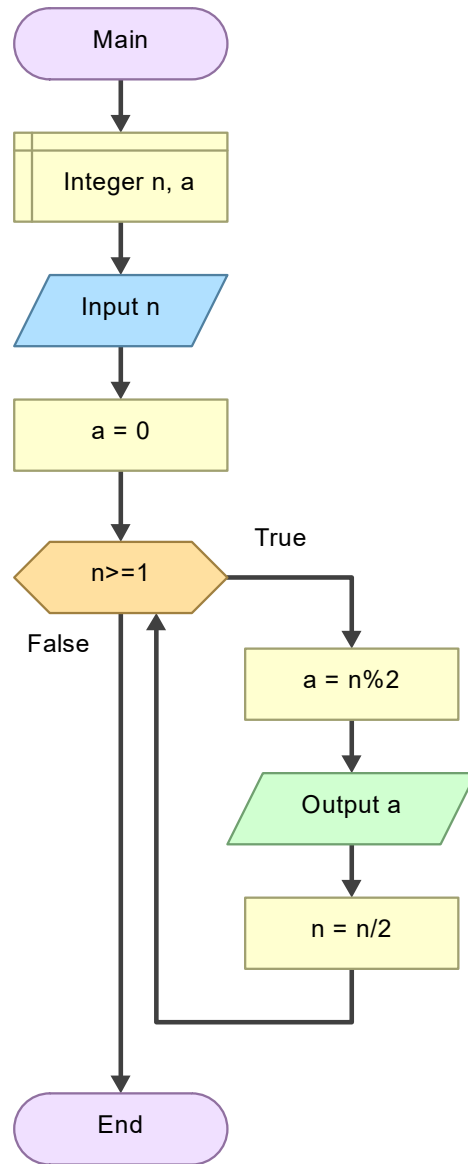 Main
Integer n, a
Input n
a = 0
n>=1
True
False
a = n%2
Output a
n = n/2
End